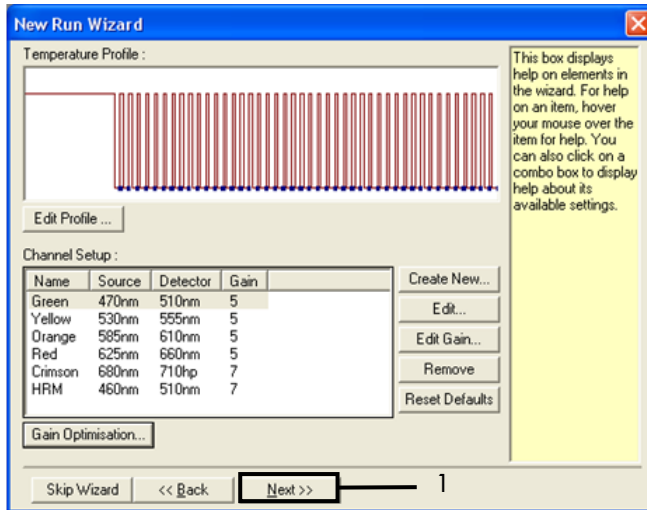 New Run Wizard
Temperature Profile :
This box displays
help on elements in
the wizard. For help
on an item, hover
your mouse over the
item for help. You
can also click on a
combo box to display
help about its
available settings.
Edit Profile ...
Channel Setup :
Name Source Detector Gain
Green 470nm 510nm 5
Yellow 530nm 555nm 5
Orange 585nm 610nm 5
Red 625nm 660nm 5
Crimson 680nm 710hp 7
HRM 460nm 510nm 7
Create New...
Edit...
Edit Gain...
Remove
Reset Defaults
Gain Optimisation...
Skip Wizard << Back Next >> 1